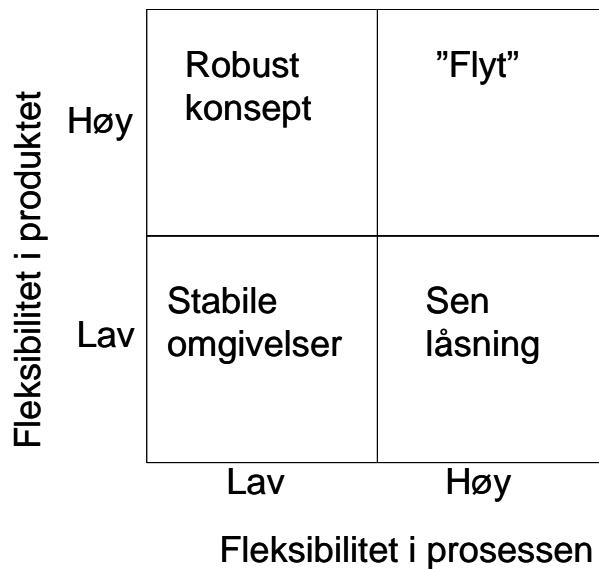 Fleksibilitet i produktet
Høy
Robust
konsept
”Flyt”
Lav
Stabile
omgivelser
Sen
låsning
Lav
Høy
Fleksibilitet i prosessen